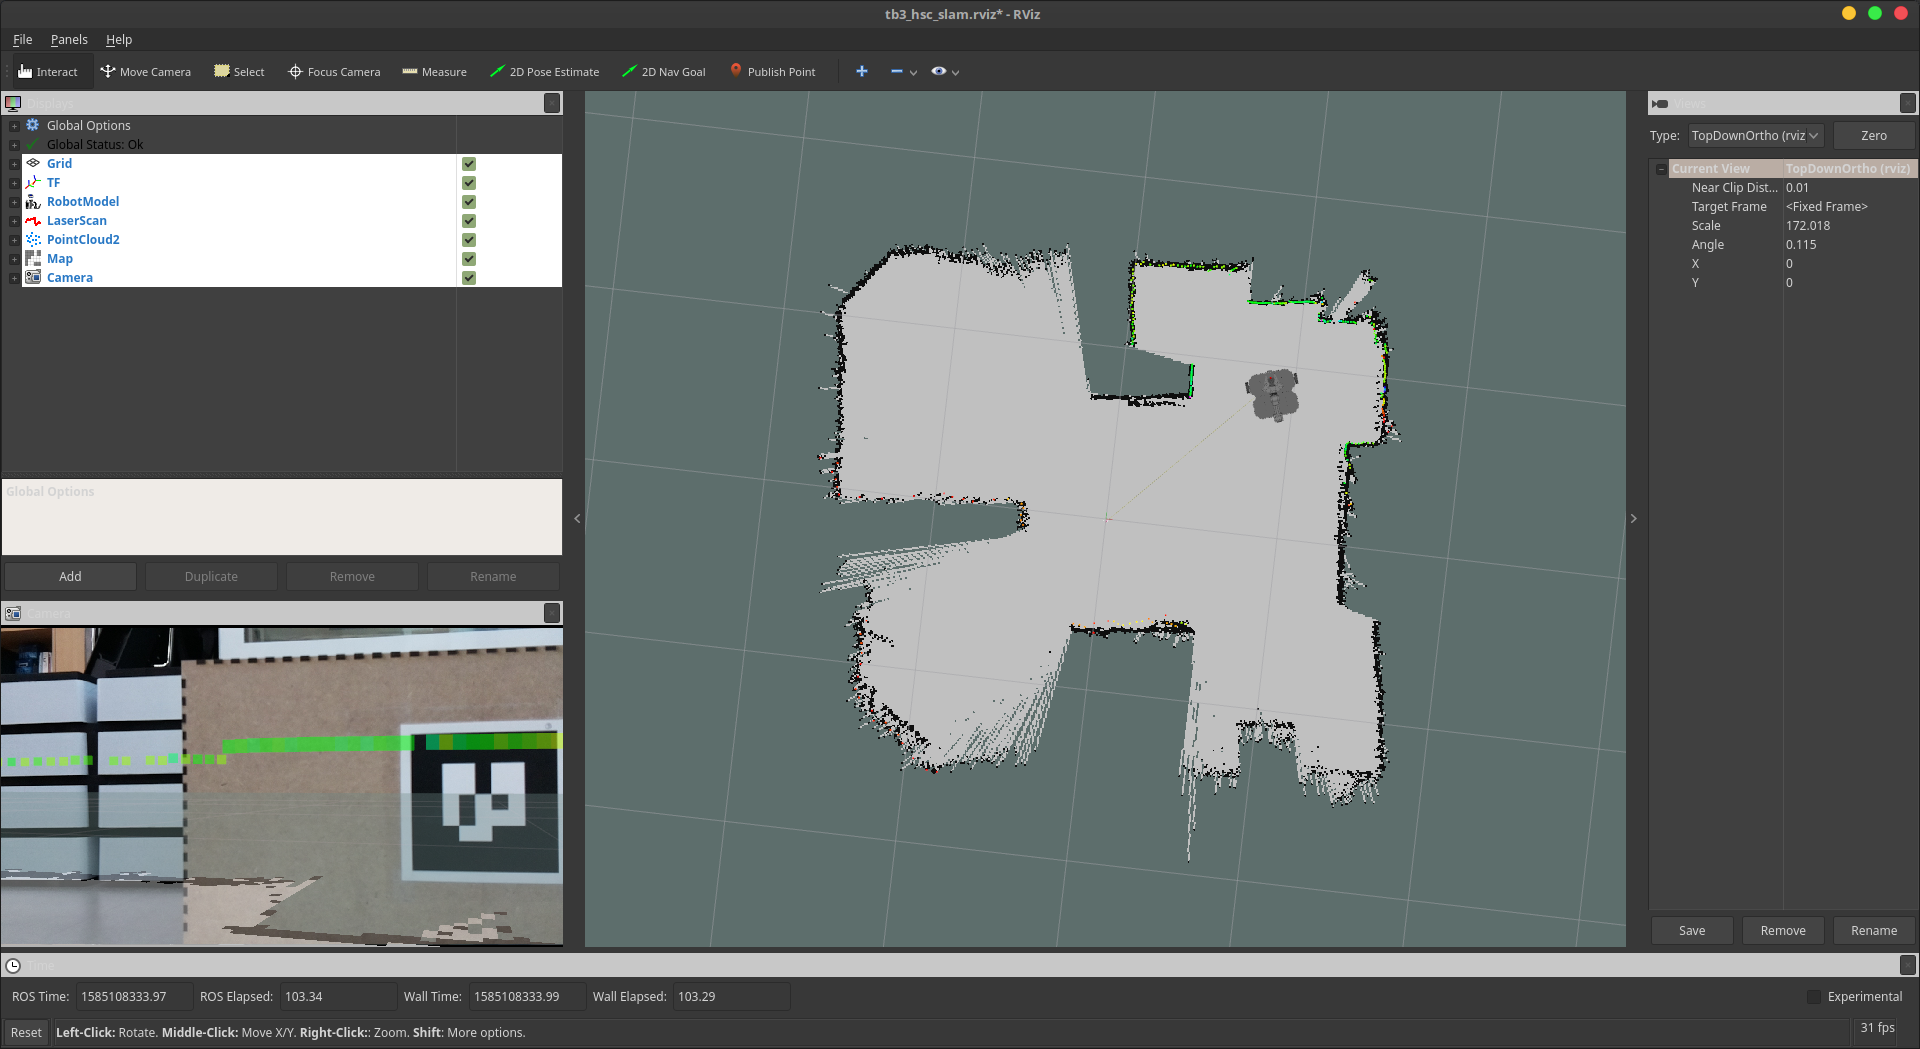 tb3_hsc_slam.rviz* - RViz
File Panels Help
Interact Move Camera Select Focus Camera Measure 2D Pose Estimate 2D Nav Goal Publish Point
Displays
Global Options
Global Status: Ok
Grid
TF
RobotModel
LaserScan
PointCloud2
Map
Camera
Global Options
Add Duplicate Remove Rename
Camera
Views
Type: TopDownOrtho (rviz Zero
Current View TopDownOrtho (rviz)
Near Clip Dist... 0.01
Target Frame <Fixed Frame>
Scale 172.018
Angle 0.115
X 0
Y 0
Save Remove Rename
Time
ROS Time: 1585108333.97 ROS Elapsed: 103.34 Wall Time: 1585108333.99 Wall Elapsed: 103.29 Experimental
Reset Left-Click: Rotate. Middle-Click: Move X/Y. Right-Click:: Zoom. Shift: More options. 31 fps